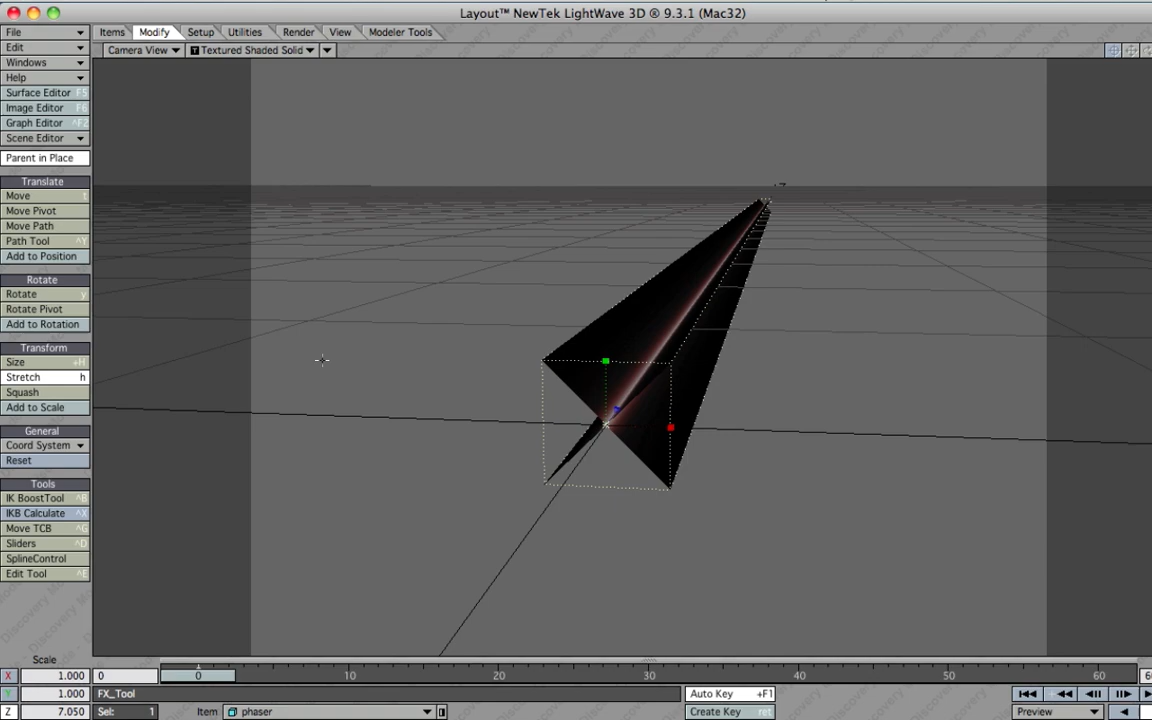 Layout™ NewTek LightWave 3D ® 9.3.1 (Mac32)
File
Items Modify Setup Utilities Render View Modeler Tools
Edit
Camera View T Textured Shaded Solid
Windows
Help
Surface Editor F5
Image Editor F6
Graph Editor ^F2
Scene Editor
Parent in Place
Translate
Move t
Move Pivot
Move Path
Path Tool ^Y
Add to Position
Rotate
Rotate y
Rotate Pivot
Add to Rotation
Transform
Size +H
Stretch h
Squash
Add to Scale
General
Coord System
Reset
Tools
IK BoostTool ^B
IKB Calculate ^X
Move TCB ^G
Sliders ^D
SplineControl
Edit Tool ^E
Scale
X 1.000 0 0 10 20 30 40 50 60
Y 1.000 FX_Tool Auto Key +F1
Z 7.050 Sel: 1 Item phaser Create Key ret Preview